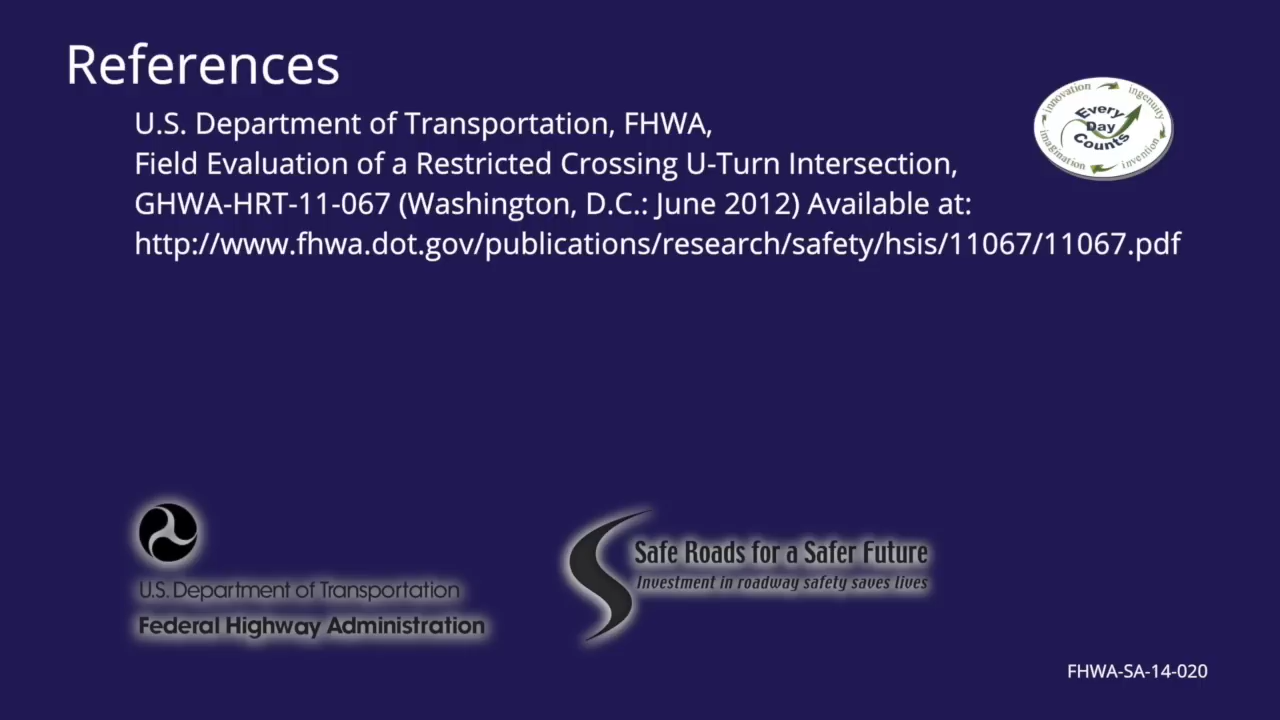 References
U.S. Department of Transportation, FHWA,
Field Evaluation of a Restricted Crossing U-Turn Intersection,
GHWA-HRT-11-067 (Washington, D.C.: June 2012) Available at:
http://www.fhwa.dot.gov/publications/research/safety/hsis/11067/11067.pdf
innovation
ingenuity
Every
Day
Counts
imagination
invention
U.S. Department of Transportation
Federal Highway Administration
Safe Roads for a Safer Future
Investment in roadway safety saves lives
FHWA-SA-14-020